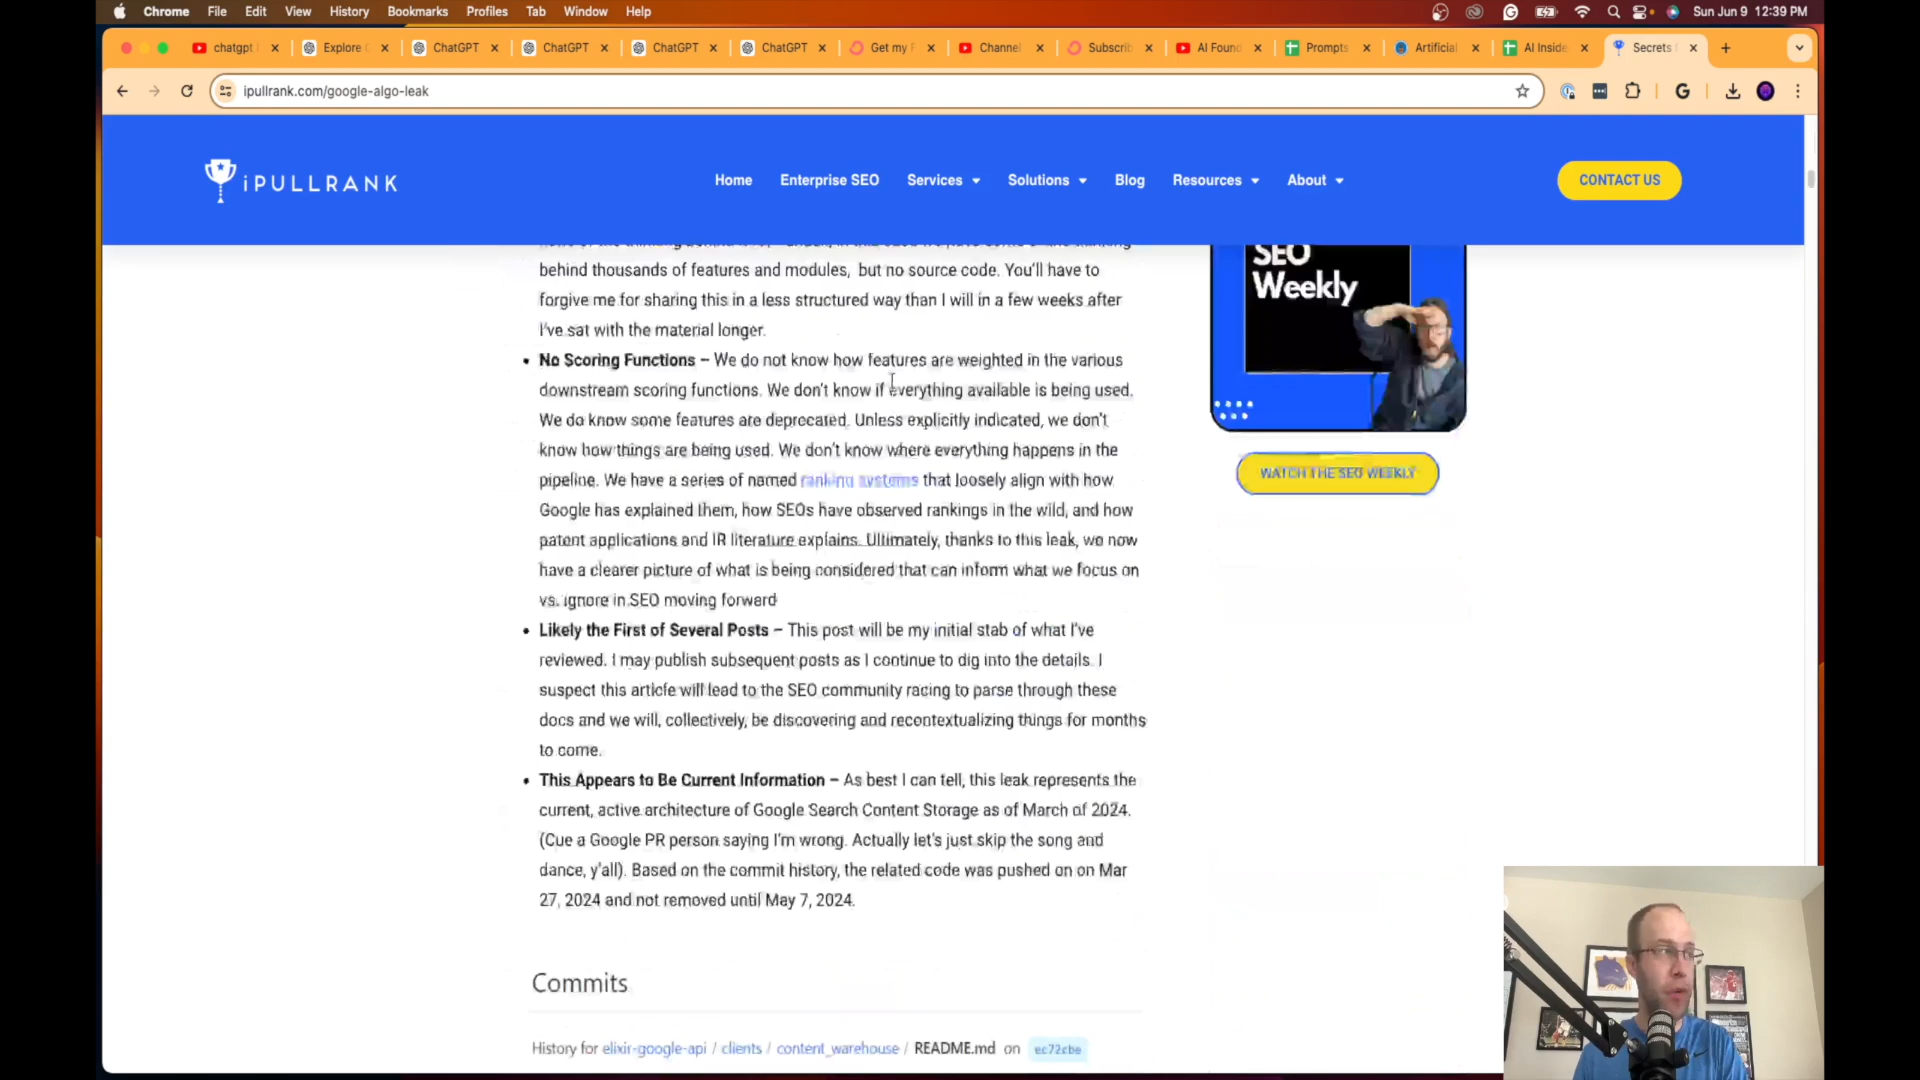 Chrome File Edit View History Bookmarks Profiles Tab Window Help Sun Jun 9 12:39 PM
chatgpt Explore ChatGPT ChatGPT ChatGPT ChatGPT Get my Channel Subscrib AI Found Prompts Artificial AI Inside Secrets
ipullrank.com/google-algo-leak
iPULLRANK Home Enterprise SEO Services Solutions Blog Resources About CONTACT US
behind thousands of features and modules, but no source code. You'll have to
forgive me for sharing this in a less structured way than I will in a few weeks after
I've sat with the material longer.
• No Scoring Functions – We do not know how features are weighted in the various
downstream scoring functions. We don't know if everything available is being used.
We do know some features are deprecated. Unless explicitly indicated, we don't
know how things are being used. We don't know where everything happens in the
pipeline. We have a series of named ranking systems that loosely align with how
Google has explained them, how SEOs have observed rankings in the wild, and how
patent applications and IR literature explains. Ultimately, thanks to this leak, we now
have a clearer picture of what is being considered that can inform what we focus on
vs. ignore in SEO moving forward
• Likely the First of Several Posts – This post will be my initial stab of what I've
reviewed. I may publish subsequent posts as I continue to dig into the details. I
suspect this article will lead to the SEO community racing to parse through these
docs and we will, collectively, be discovering and recontextualizing things for months
to come.
• This Appears to Be Current Information – As best I can tell, this leak represents the
current, active architecture of Google Search Content Storage as of March of 2024.
(Cue a Google PR person saying I'm wrong. Actually let's just skip the song and
dance, y'all). Based on the commit history, the related code was pushed on on Mar
27, 2024 and not removed until May 7, 2024.
Commits
History for elixir-google-api / clients / content_warehouse / README.md on ec72cbe
SEO
Weekly
WATCH THE SEO WEEKLY